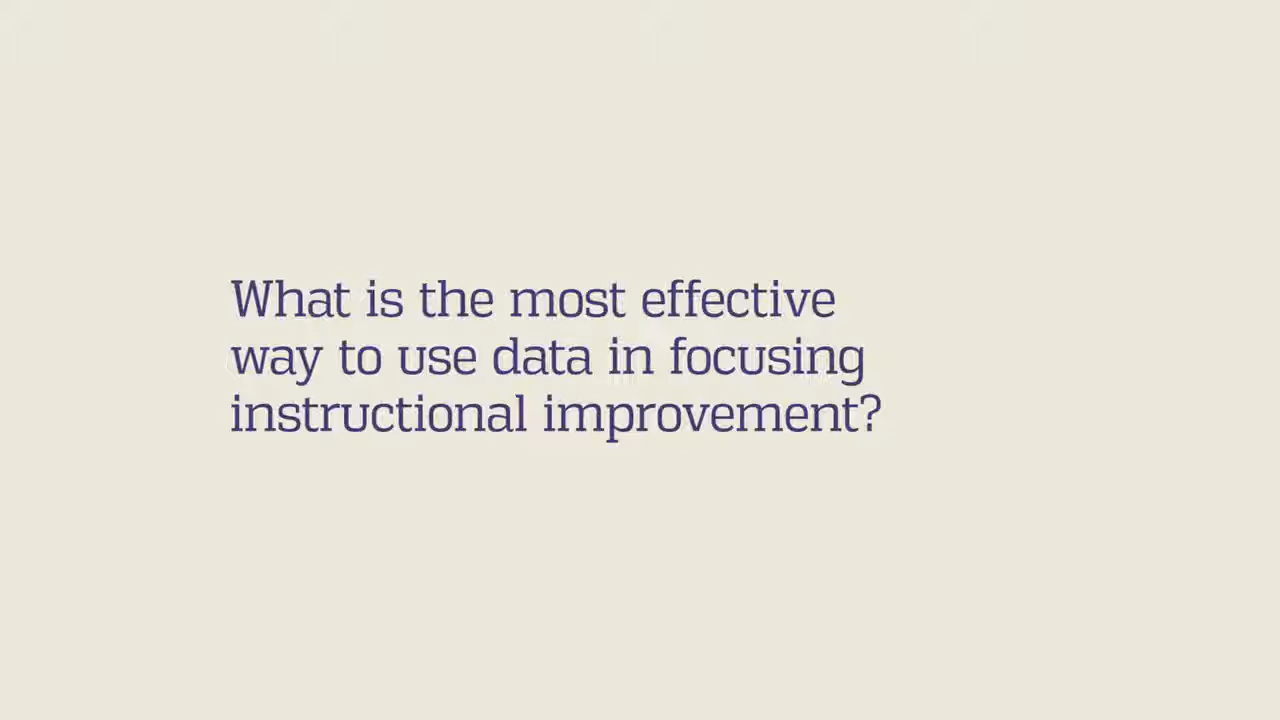 What is the most effective
way to use data in focusing
instructional improvement?